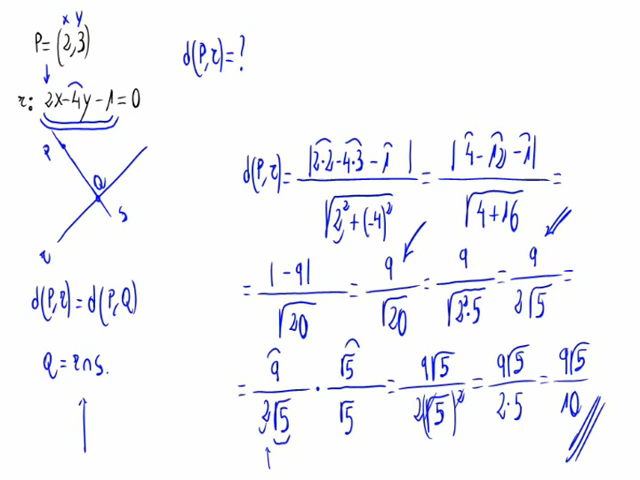 x y
P=(2,3)
d(P,r)=?
r: 2x-4y-1=0
P
Q
s
r
d(P,r)=d(P,Q)
Q=r∩s.
d(P,r)=|2·2-4·3-1|/√(2²+(-4)²)=|4-12-1|/√(4+16)=
=|-9|/√20=9/√20=9/√(2²·5)=9/2√5=
=9/2√5·√5/√5=9√5/2(√5)²=9√5/2·5=9√5/10